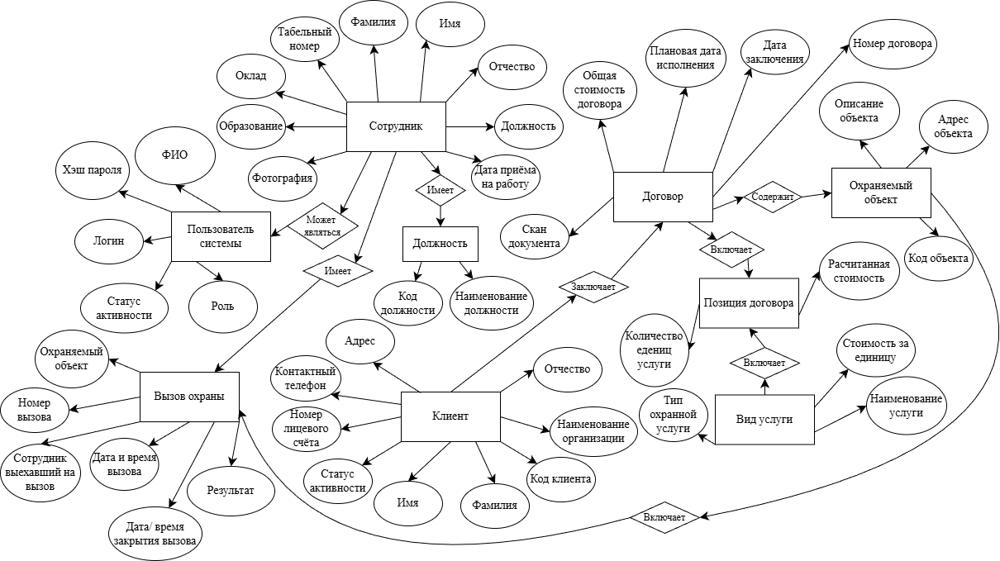 Фамилия
Имя
Табельный
номер
Отчество
Оклад
Образование
Сотрудник
Должность
Фотография
Дата приёма
на работу
Имеет
Может
являться
Имеет
Должность
Код
должности
Наименование
должности
ФИО
Хэш пароля
Пользователь
системы
Логин
Статус
активности
Роль
Плановая дата
исполнения
Дата
заключения
Номер договора
Общая
стоимость
договора
Описание
объекта
Адрес
объекта
Договор
Содержит
Охраняемый
объект
Скан
документа
Включает
Код объекта
Расчитанная
стоимость
Заключает
Позиция договора
Количество
едениц
услуги
Включает
Стоимость за
единицу
Тип
охранной
услуги
Вид услуги
Наименование
услуги
Адрес
Контактный
телефон
Отчество
Клиент
Номер
лицевого
счёта
Наименование
организации
Статус
активности
Имя
Фамилия
Код клиента
Охраняемый
объект
Вызов охраны
Номер
вызова
Сотрудник
выехавший на
вызов
Дата и время
вызова
Результат
Дата/ время
закрытия вызова
Включает